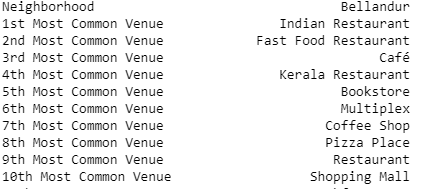 Neighborhood Bellandur
1st Most Common Venue Indian Restaurant
2nd Most Common Venue Fast Food Restaurant
3rd Most Common Venue Café
4th Most Common Venue Kerala Restaurant
5th Most Common Venue Bookstore
6th Most Common Venue Multiplex
7th Most Common Venue Coffee Shop
8th Most Common Venue Pizza Place
9th Most Common Venue Restaurant
10th Most Common Venue Shopping Mall